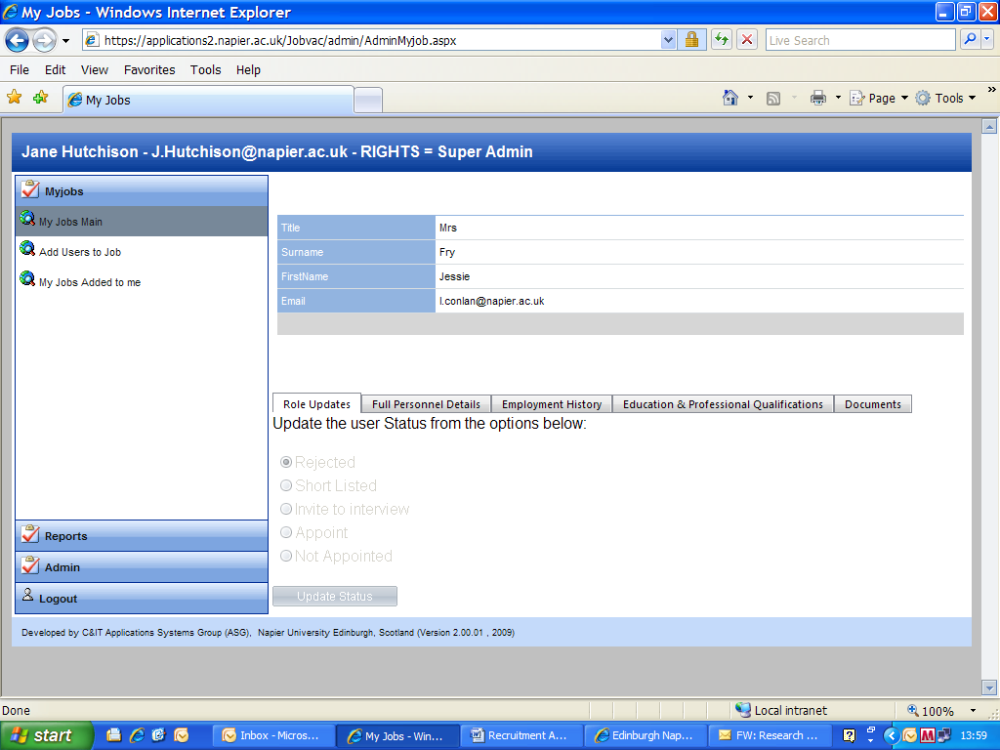 My Jobs - Windows Internet Explorer
https://applications2.napier.ac.uk/Jobvac/admin/AdminMyjob.aspx
Live Search
File Edit View Favorites Tools Help
My Jobs
Page Tools »
Jane Hutchison - J.Hutchison@napier.ac.uk - RIGHTS = Super Admin
Myjobs
My Jobs Main
Add Users to Job
My Jobs Added to me
Reports
Admin
Logout
Title Mrs
Surname Fry
FirstName Jessie
Email l.conlan@napier.ac.uk
Role Updates Full Personnel Details Employment History Education & Professional Qualifications Documents
Update the user Status from the options below:
Rejected
Short Listed
Invite to interview
Appoint
Not Appointed
Update Status
Developed by C&IT Applications Systems Group (ASG), Napier University Edinburgh, Scotland (Version 2.00.01 , 2009)
Done Local intranet 100%
start Inbox - Micros... My Jobs - Win... Recruitment A... Edinburgh Nap... FW: Research ... 13:59